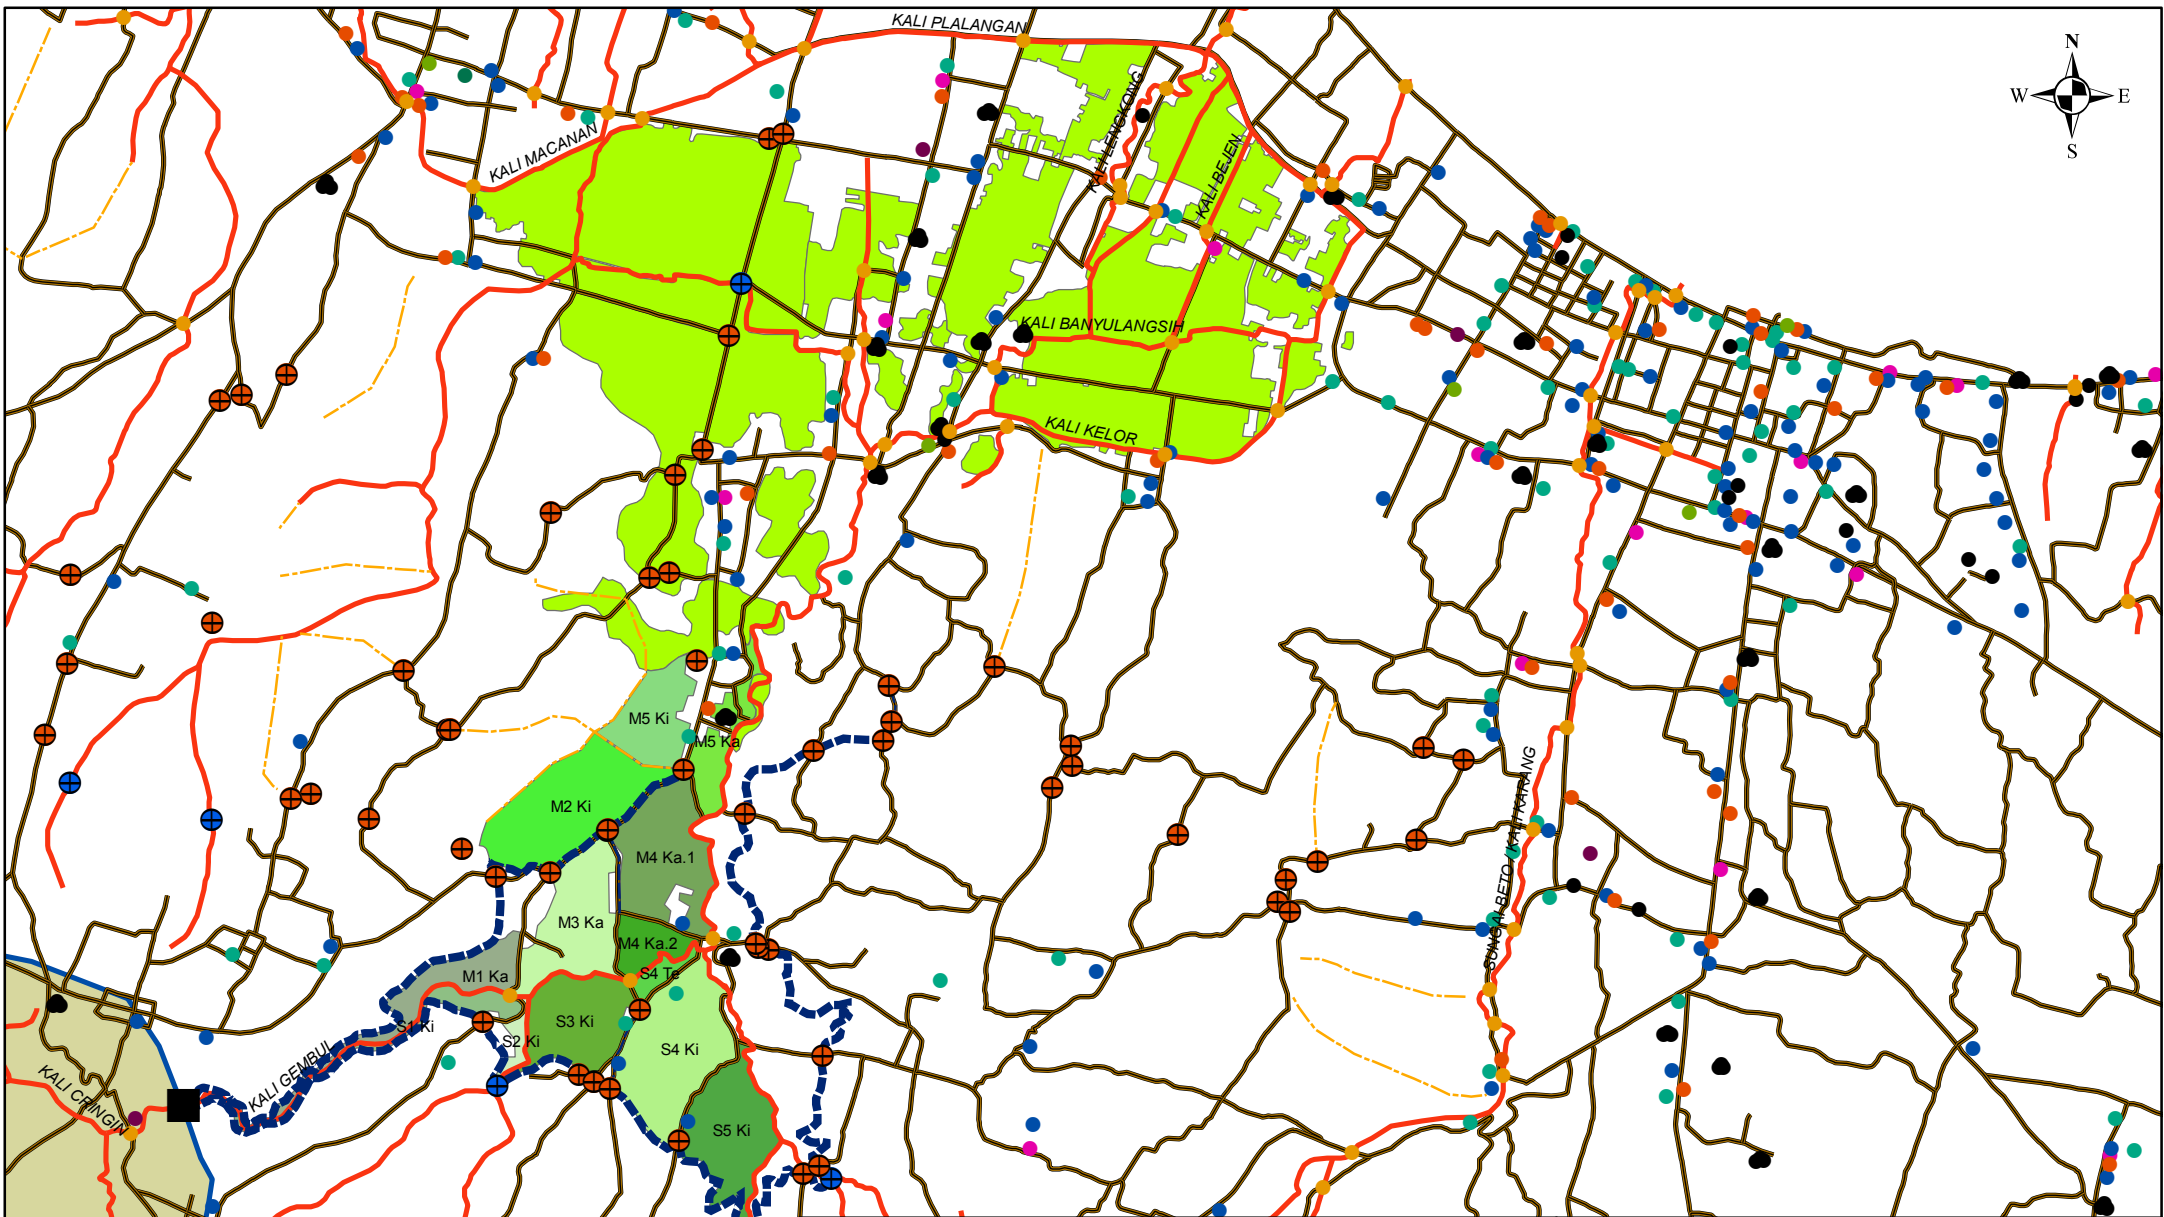 KALI PLALANGAN
N
W
E
S
KALI MACANAN
KALI LENGKONG
KALI BEJEN
KALI BANYULANGSIH
KALI KELOR
M5 Ki
M5 Ka
M2 Ki
M4 Ka.1
M3 Ka
M4 Ka.2
M1 Ka
S4 Te
S1 Ki
S2 Ki
S3 Ki
S4 Ki
S5 Ki
KALI GEMBUL
KALI CRINGIN
SUNGAI BETO / KALI KARANG